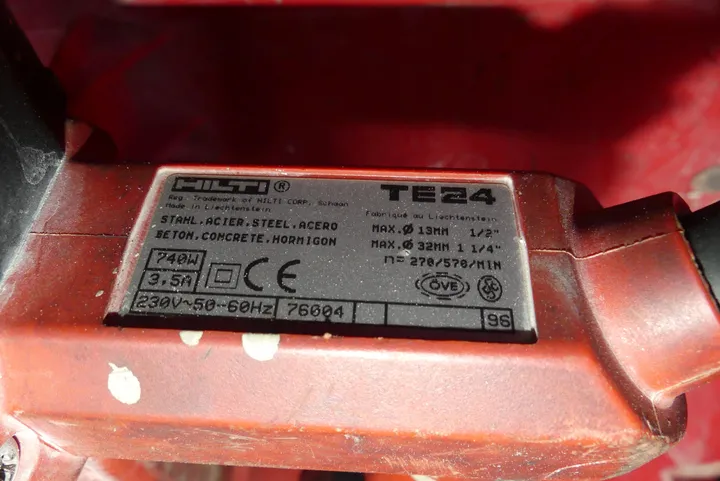 HILTI ® TE24
Reg. Trademark of HILTI CORP. Schaan
Made in Liechtenstein Fabriqué au Liechtenstein
STAHL.ACIER.STEEL.ACERO MAX.Ø 13MM 1/2"
BETON.CONCRETE.HORMIGON MAX.Ø 32MM 1 1/4"
740W n= 270/570/MIN
3.5A CE ÖVE
230V~50-60Hz 76604 96